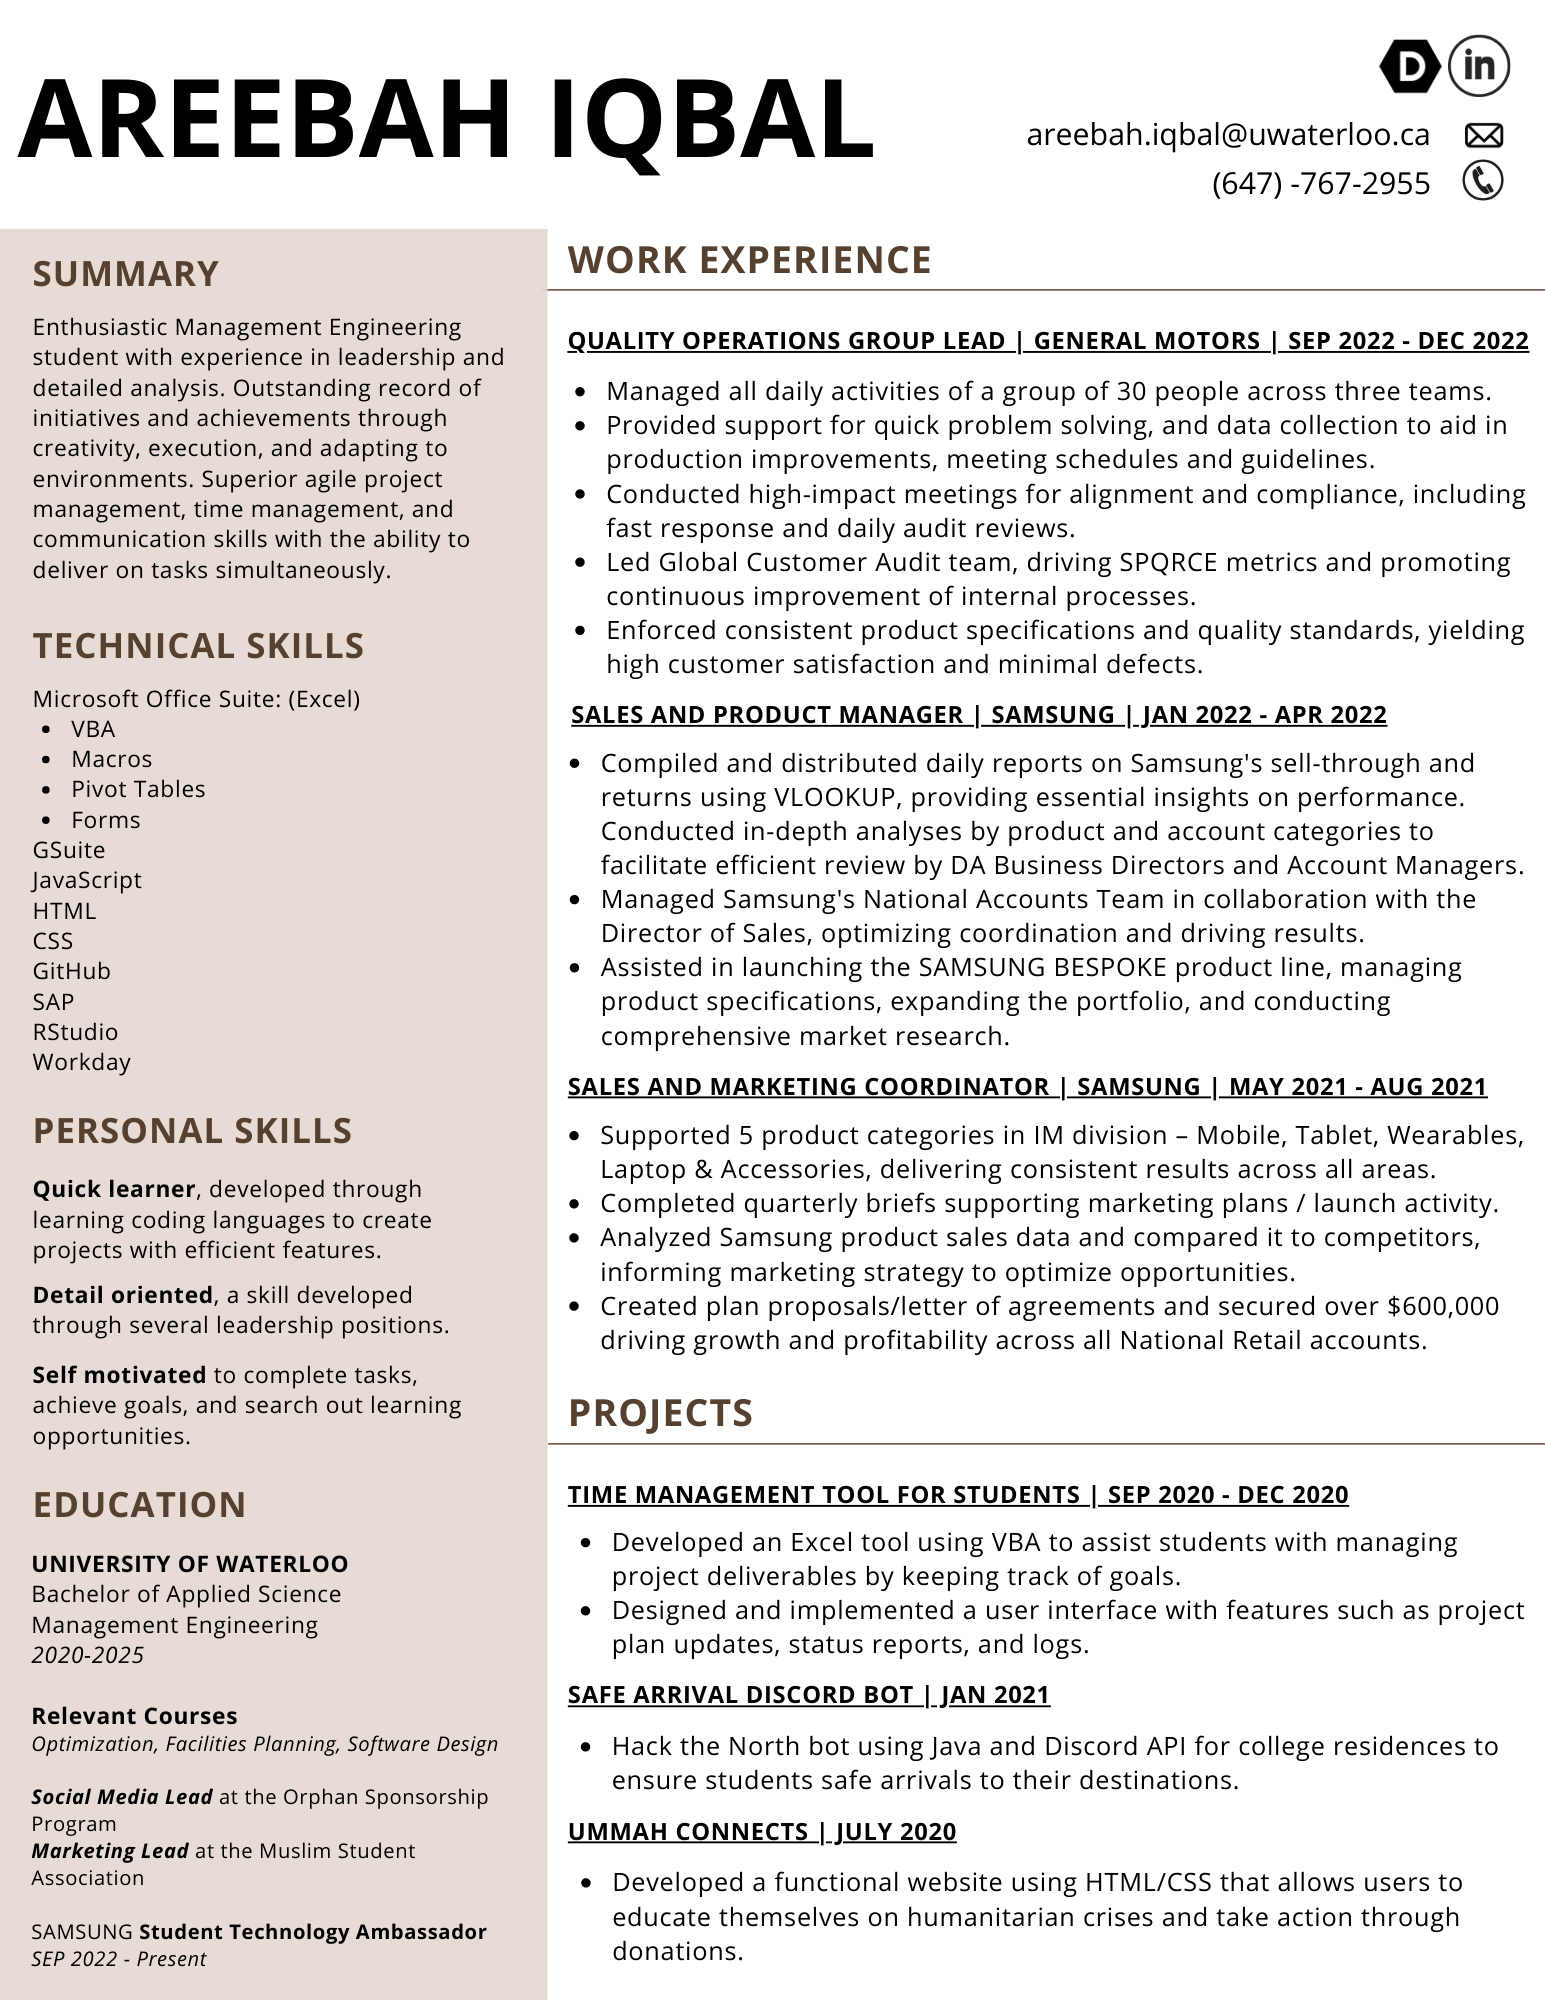 AREEBAH IQBAL
D in
areebah.iqbal@uwaterloo.ca
(647) -767-2955
SUMMARY
Enthusiastic Management Engineering
student with experience in leadership and
detailed analysis. Outstanding record of
initiatives and achievements through
creativity, execution, and adapting to
environments. Superior agile project
management, time management, and
communication skills with the ability to
deliver on tasks simultaneously.
TECHNICAL SKILLS
Microsoft Office Suite: (Excel)
• VBA
• Macros
• Pivot Tables
• Forms
GSuite
JavaScript
HTML
CSS
GitHub
SAP
RStudio
Workday
PERSONAL SKILLS
Quick learner, developed through
learning coding languages to create
projects with efficient features.
Detail oriented, a skill developed
through several leadership positions.
Self motivated to complete tasks,
achieve goals, and search out learning
opportunities.
EDUCATION
UNIVERSITY OF WATERLOO
Bachelor of Applied Science
Management Engineering
2020-2025
Relevant Courses
Optimization, Facilities Planning, Software Design
Social Media Lead at the Orphan Sponsorship
Program
Marketing Lead at the Muslim Student
Association
SAMSUNG Student Technology Ambassador
SEP 2022 - Present
WORK EXPERIENCE
QUALITY OPERATIONS GROUP LEAD | GENERAL MOTORS | SEP 2022 - DEC 2022
• Managed all daily activities of a group of 30 people across three teams.
• Provided support for quick problem solving, and data collection to aid in
production improvements, meeting schedules and guidelines.
• Conducted high-impact meetings for alignment and compliance, including
fast response and daily audit reviews.
• Led Global Customer Audit team, driving SPQRCE metrics and promoting
continuous improvement of internal processes.
• Enforced consistent product specifications and quality standards, yielding
high customer satisfaction and minimal defects.
SALES AND PRODUCT MANAGER | SAMSUNG | JAN 2022 - APR 2022
• Compiled and distributed daily reports on Samsung's sell-through and
returns using VLOOKUP, providing essential insights on performance.
Conducted in-depth analyses by product and account categories to
facilitate efficient review by DA Business Directors and Account Managers.
• Managed Samsung's National Accounts Team in collaboration with the
Director of Sales, optimizing coordination and driving results.
• Assisted in launching the SAMSUNG BESPOKE product line, managing
product specifications, expanding the portfolio, and conducting
comprehensive market research.
SALES AND MARKETING COORDINATOR | SAMSUNG | MAY 2021 - AUG 2021
• Supported 5 product categories in IM division – Mobile, Tablet, Wearables,
Laptop & Accessories, delivering consistent results across all areas.
• Completed quarterly briefs supporting marketing plans / launch activity.
• Analyzed Samsung product sales data and compared it to competitors,
informing marketing strategy to optimize opportunities.
• Created plan proposals/letter of agreements and secured over $600,000
driving growth and profitability across all National Retail accounts.
PROJECTS
TIME MANAGEMENT TOOL FOR STUDENTS | SEP 2020 - DEC 2020
• Developed an Excel tool using VBA to assist students with managing
project deliverables by keeping track of goals.
• Designed and implemented a user interface with features such as project
plan updates, status reports, and logs.
SAFE ARRIVAL DISCORD BOT | JAN 2021
• Hack the North bot using Java and Discord API for college residences to
ensure students safe arrivals to their destinations.
UMMAH CONNECTS | JULY 2020
• Developed a functional website using HTML/CSS that allows users to
educate themselves on humanitarian crises and take action through
donations.